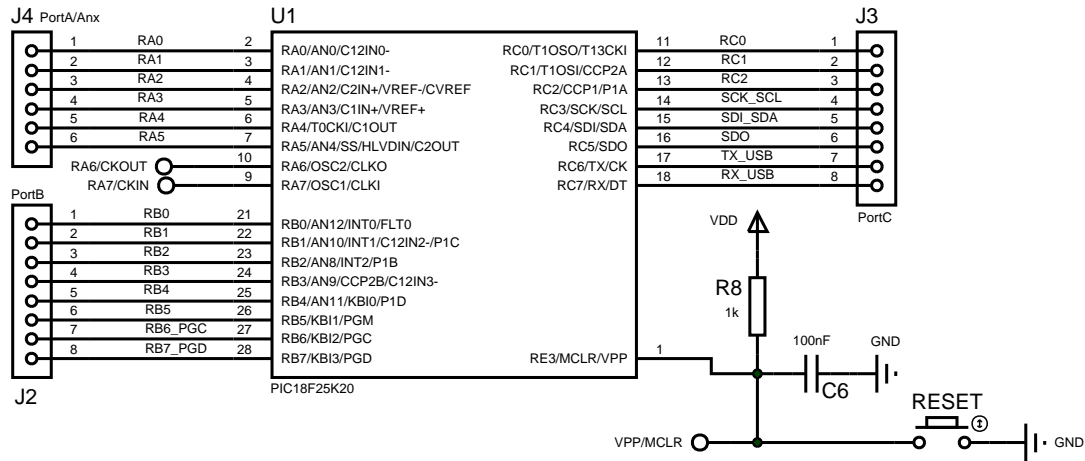 J4 PortA/Anx
U1
J3
1 RA0 2 RA0/AN0/C12IN0- RC0/T1OSO/T13CKI 11 RC0 1
2 RA1 3 RA1/AN1/C12IN1- RC1/T1OSI/CCP2A 12 RC1 2
3 RA2 4 RA2/AN2/C2IN+/VREF-/CVREF RC2/CCP1/P1A 13 RC2 3
4 RA3 5 RA3/AN3/C1IN+/VREF+ RC3/SCK/SCL 14 SCK_SCL 4
5 RA4 6 RA4/T0CKI/C1OUT RC4/SDI/SDA 15 SDI_SDA 5
6 RA5 7 RA5/AN4/SS/HLVDIN/C2OUT RC5/SDO 16 SDO 6
RA6/CKOUT 10 RA6/OSC2/CLKO RC6/TX/CK 17 TX_USB 7
RA7/CKIN 9 RA7/OSC1/CLKI RC7/RX/DT 18 RX_USB 8
PortB
PortC
1 RB0 21 RB0/AN12/INT0/FLT0
2 RB1 22 RB1/AN10/INT1/C12IN2-/P1C
3 RB2 23 RB2/AN8/INT2/P1B
4 RB3 24 RB3/AN9/CCP2B/C12IN3-
5 RB4 25 RB4/AN11/KBI0/P1D
6 RB5 26 RB5/KBI1/PGM
7 RB6_PGC 27 RB6/KBI2/PGC
8 RB7_PGD 28 RB7/KBI3/PGD RE3/MCLR/VPP 1
J2
PIC18F25K20
VDD
R8
1k
100nF
GND
C6
RESET
VPP/MCLR
GND